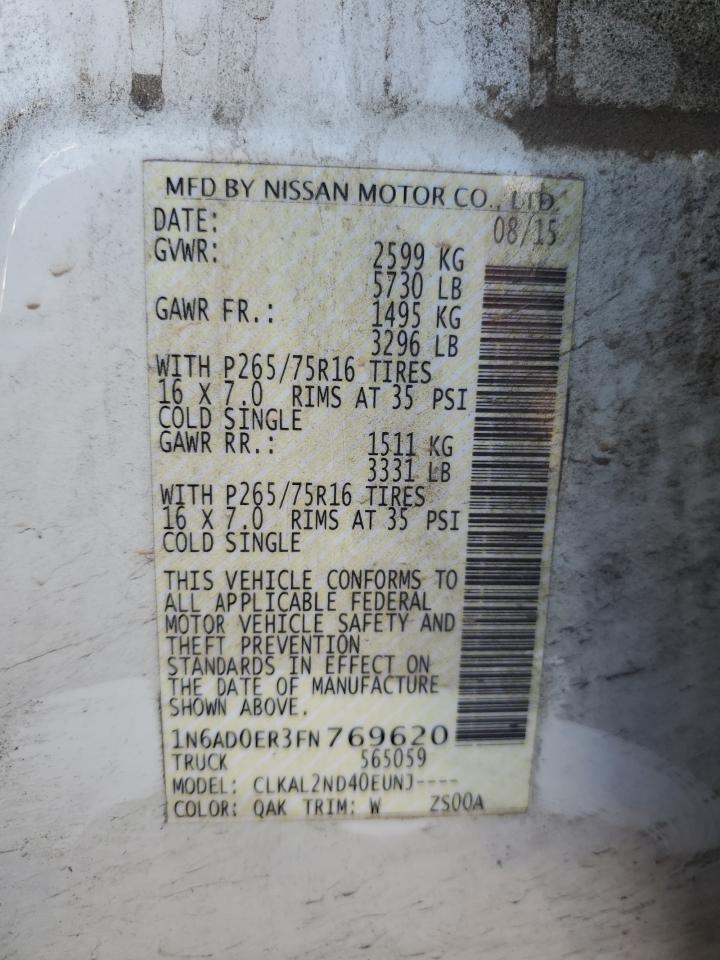 MFD BY NISSAN MOTOR CO., LTD.
DATE: 08/15
GVWR: 2599 KG
5730 LB
GAWR FR.: 1495 KG
3296 LB
WITH P265/75R16 TIRES
16 X 7.0 RIMS AT 35 PSI
COLD SINGLE
GAWR RR.: 1511 KG
3331 LB
WITH P265/75R16 TIRES
16 X 7.0 RIMS AT 35 PSI
COLD SINGLE
THIS VEHICLE CONFORMS TO
ALL APPLICABLE FEDERAL
MOTOR VEHICLE SAFETY AND
THEFT PREVENTION
STANDARDS IN EFFECT ON
THE DATE OF MANUFACTURE
SHOWN ABOVE.
1N6AD0ER3FN769620
TRUCK 565059
MODEL: CLKAL2ND40EUNJ----
COLOR: QAK TRIM: W ZS00A